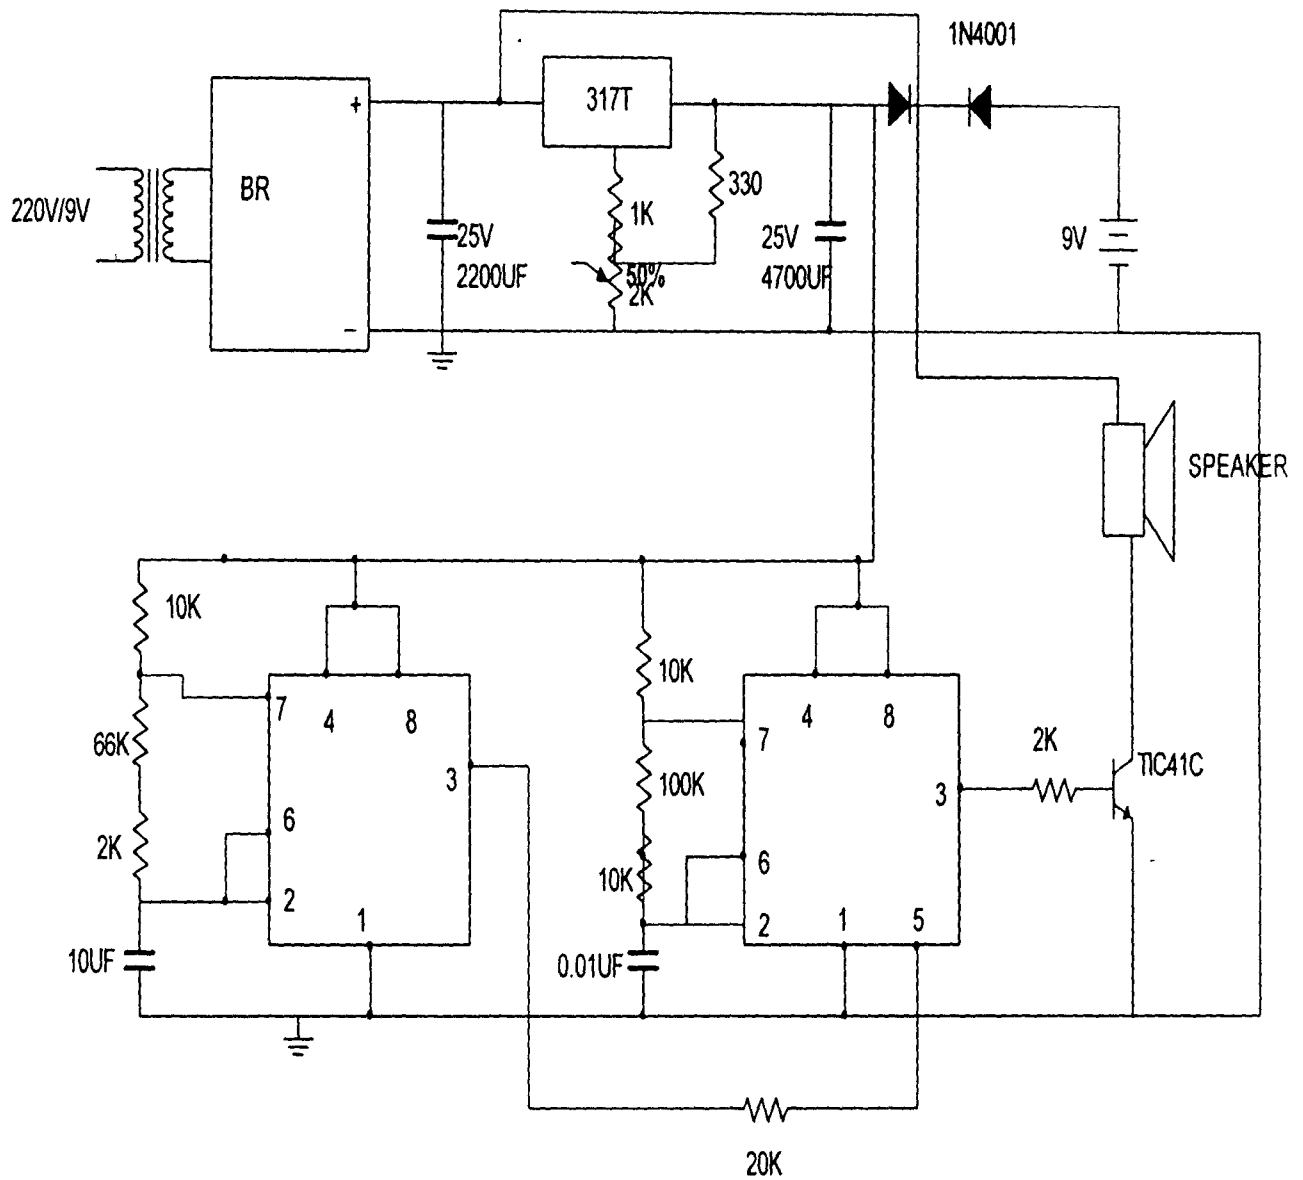 1N4001
+
317T
BR
220V/9V
330
1K
25V
2200UF
50%
2K
25V
4700UF
9V
−
SPEAKER
10K
10K
7
4
8
4
8
7
66K
3
100K
3
2K
TIC41C
2K
6
6
10K
2
1
2
1
5
10UF
0.01UF
20K